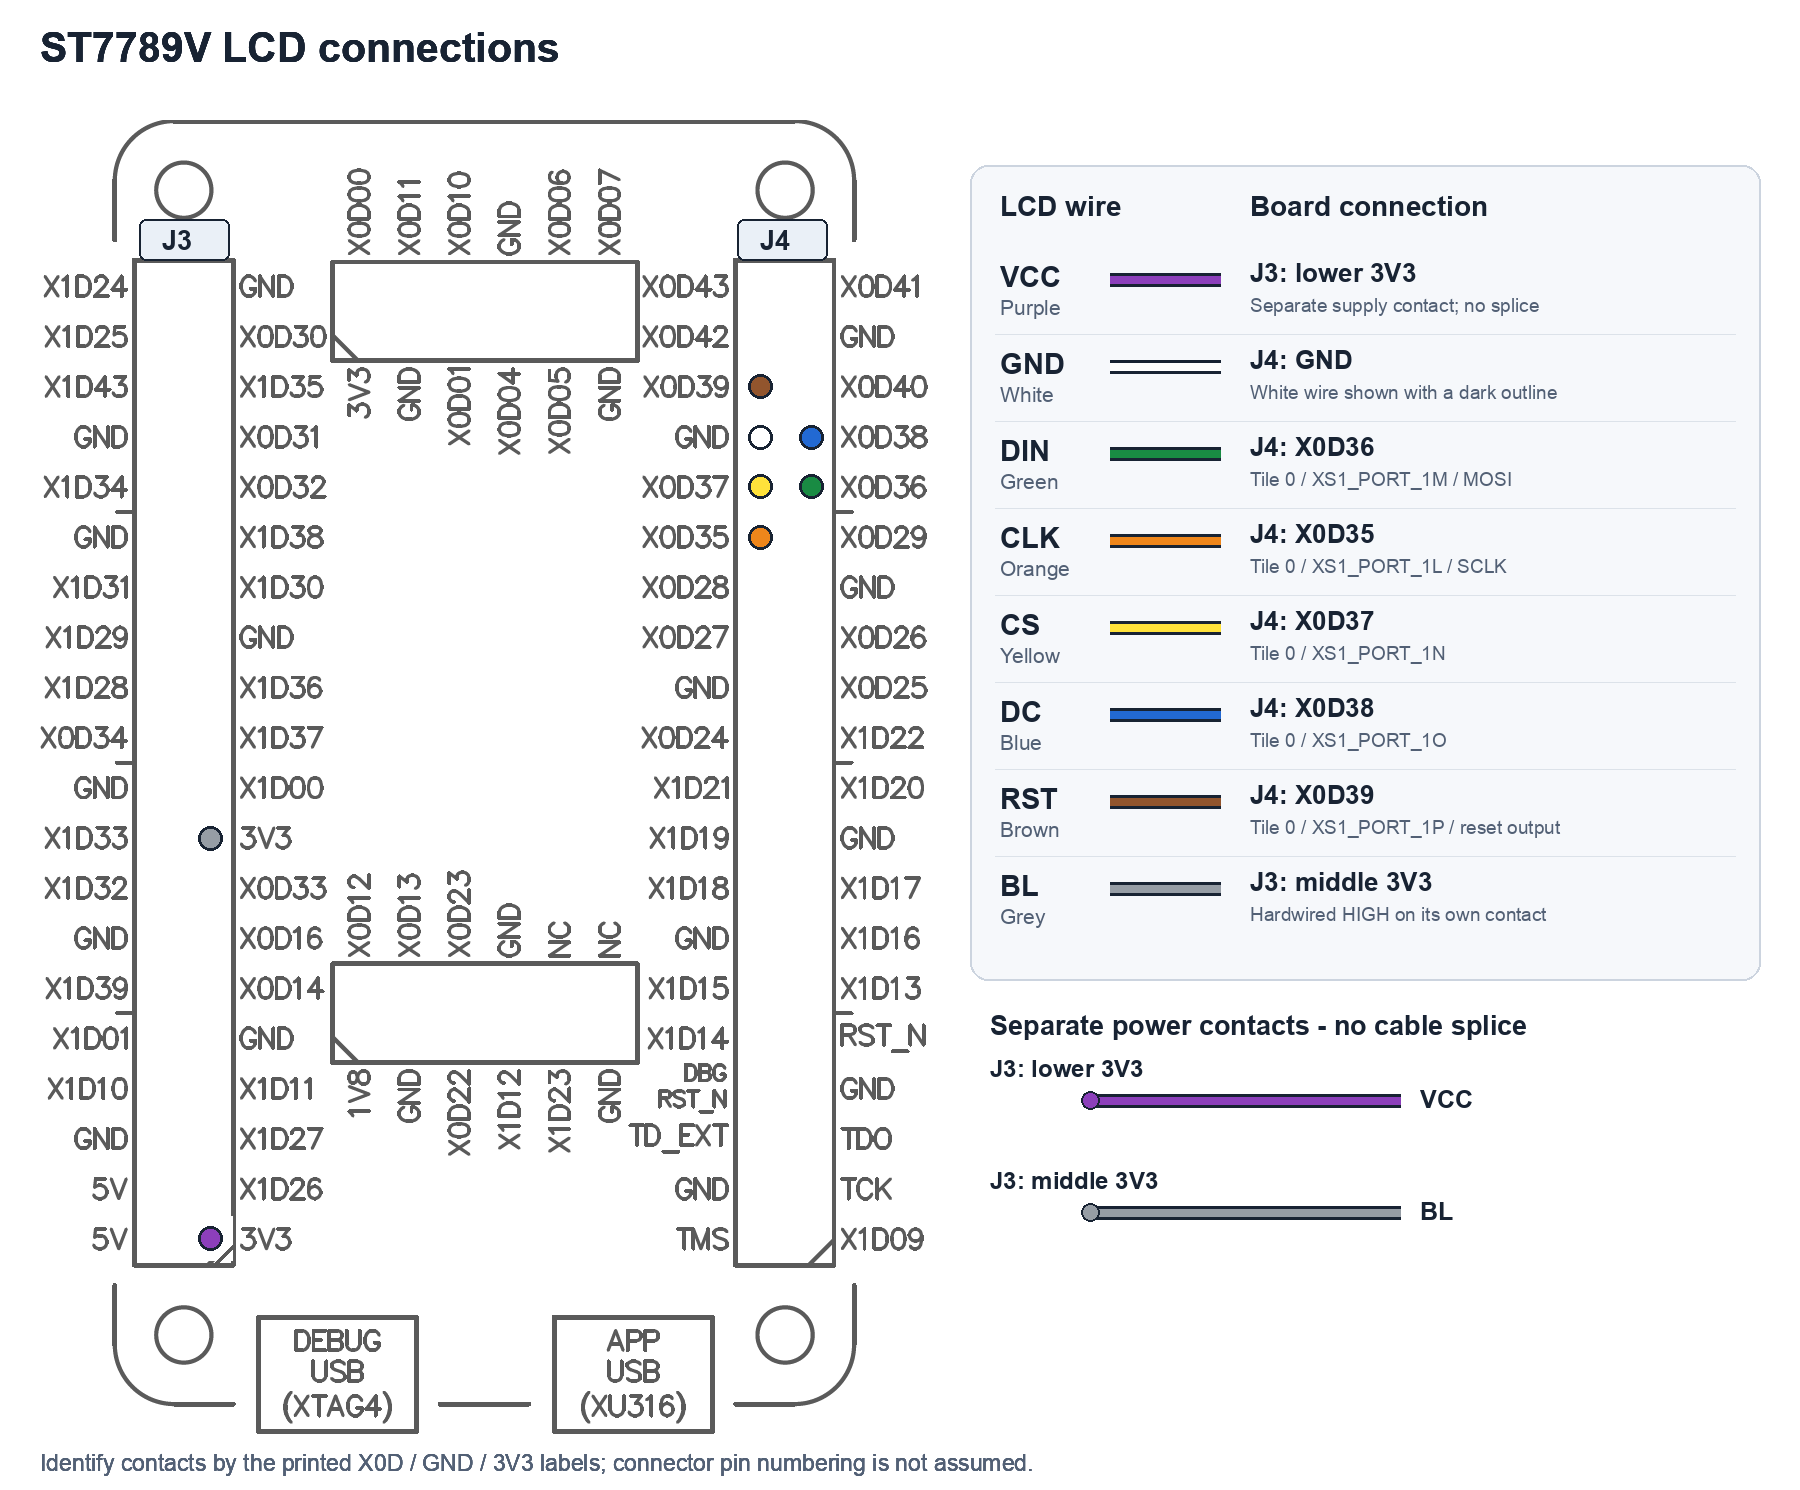 ST7789V LCD connections
J3
J4
X0D00
X0D11
X0D10
GND
X0D06
X0D07
3V3
GND
X0D01
X0D04
X0D05
GND
X1D24 GND X0D43 X0D41
X1D25 X0D30 X0D42 GND
X1D43 X1D35 X0D39 X0D40
GND X0D31 GND X0D38
X1D34 X0D32 X0D37 X0D36
GND X1D38 X0D35 X0D29
X1D31 X1D30 X0D28 GND
X1D29 GND X0D27 X0D26
X1D28 X1D36 GND X0D25
X0D34 X1D37 X0D24 X1D22
GND X1D00 X1D21 X1D20
X1D33 3V3 X1D19 GND
X1D32 X0D33 X1D18 X1D17
GND X0D16 GND X1D16
X1D39 X0D14 X1D15 X1D13
X1D01 GND X1D14 RST_N
X1D10 X1D11 DBG RST_N GND
GND X1D27 TD_EXT TDO
5V X1D26 GND TCK
5V 3V3 TMS X1D09
X0D12
X0D13
X0D23
GND
NC
NC
1V8
GND
X0D22
X1D12
X1D23
GND
DEBUG
USB
(XTAG4)
APP
USB
(XU316)
LCD wire Board connection
VCC J3: lower 3V3
Purple Separate supply contact; no splice
GND J4: GND
White White wire shown with a dark outline
DIN J4: X0D36
Green Tile 0 / XS1_PORT_1M / MOSI
CLK J4: X0D35
Orange Tile 0 / XS1_PORT_1L / SCLK
CS J4: X0D37
Yellow Tile 0 / XS1_PORT_1N
DC J4: X0D38
Blue Tile 0 / XS1_PORT_1O
RST J4: X0D39
Brown Tile 0 / XS1_PORT_1P / reset output
BL J3: middle 3V3
Grey Hardwired HIGH on its own contact
Separate power contacts - no cable splice
J3: lower 3V3
VCC
J3: middle 3V3
BL
Identify contacts by the printed X0D / GND / 3V3 labels; connector pin numbering is not assumed.